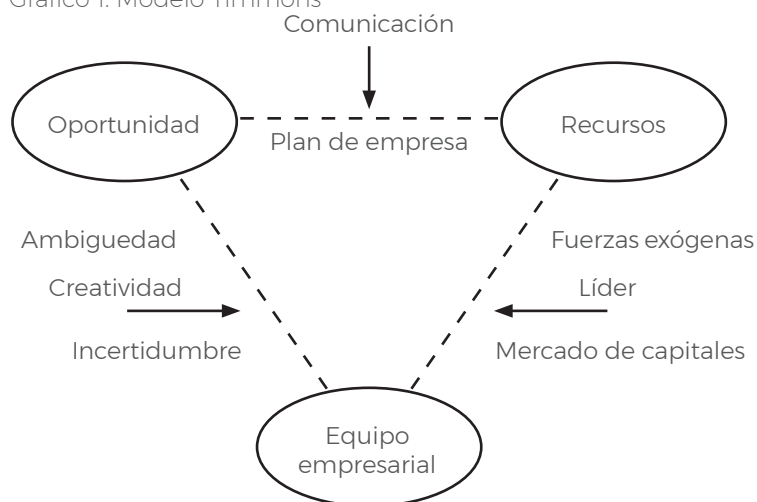 Gráfico 1. Modelo Timmons
Comunicación
Oportunidad
Plan de empresa
Recursos
Ambiguedad
Fuerzas exógenas
Creatividad
Líder
Incertidumbre
Mercado de capitales
Equipo
empresarial